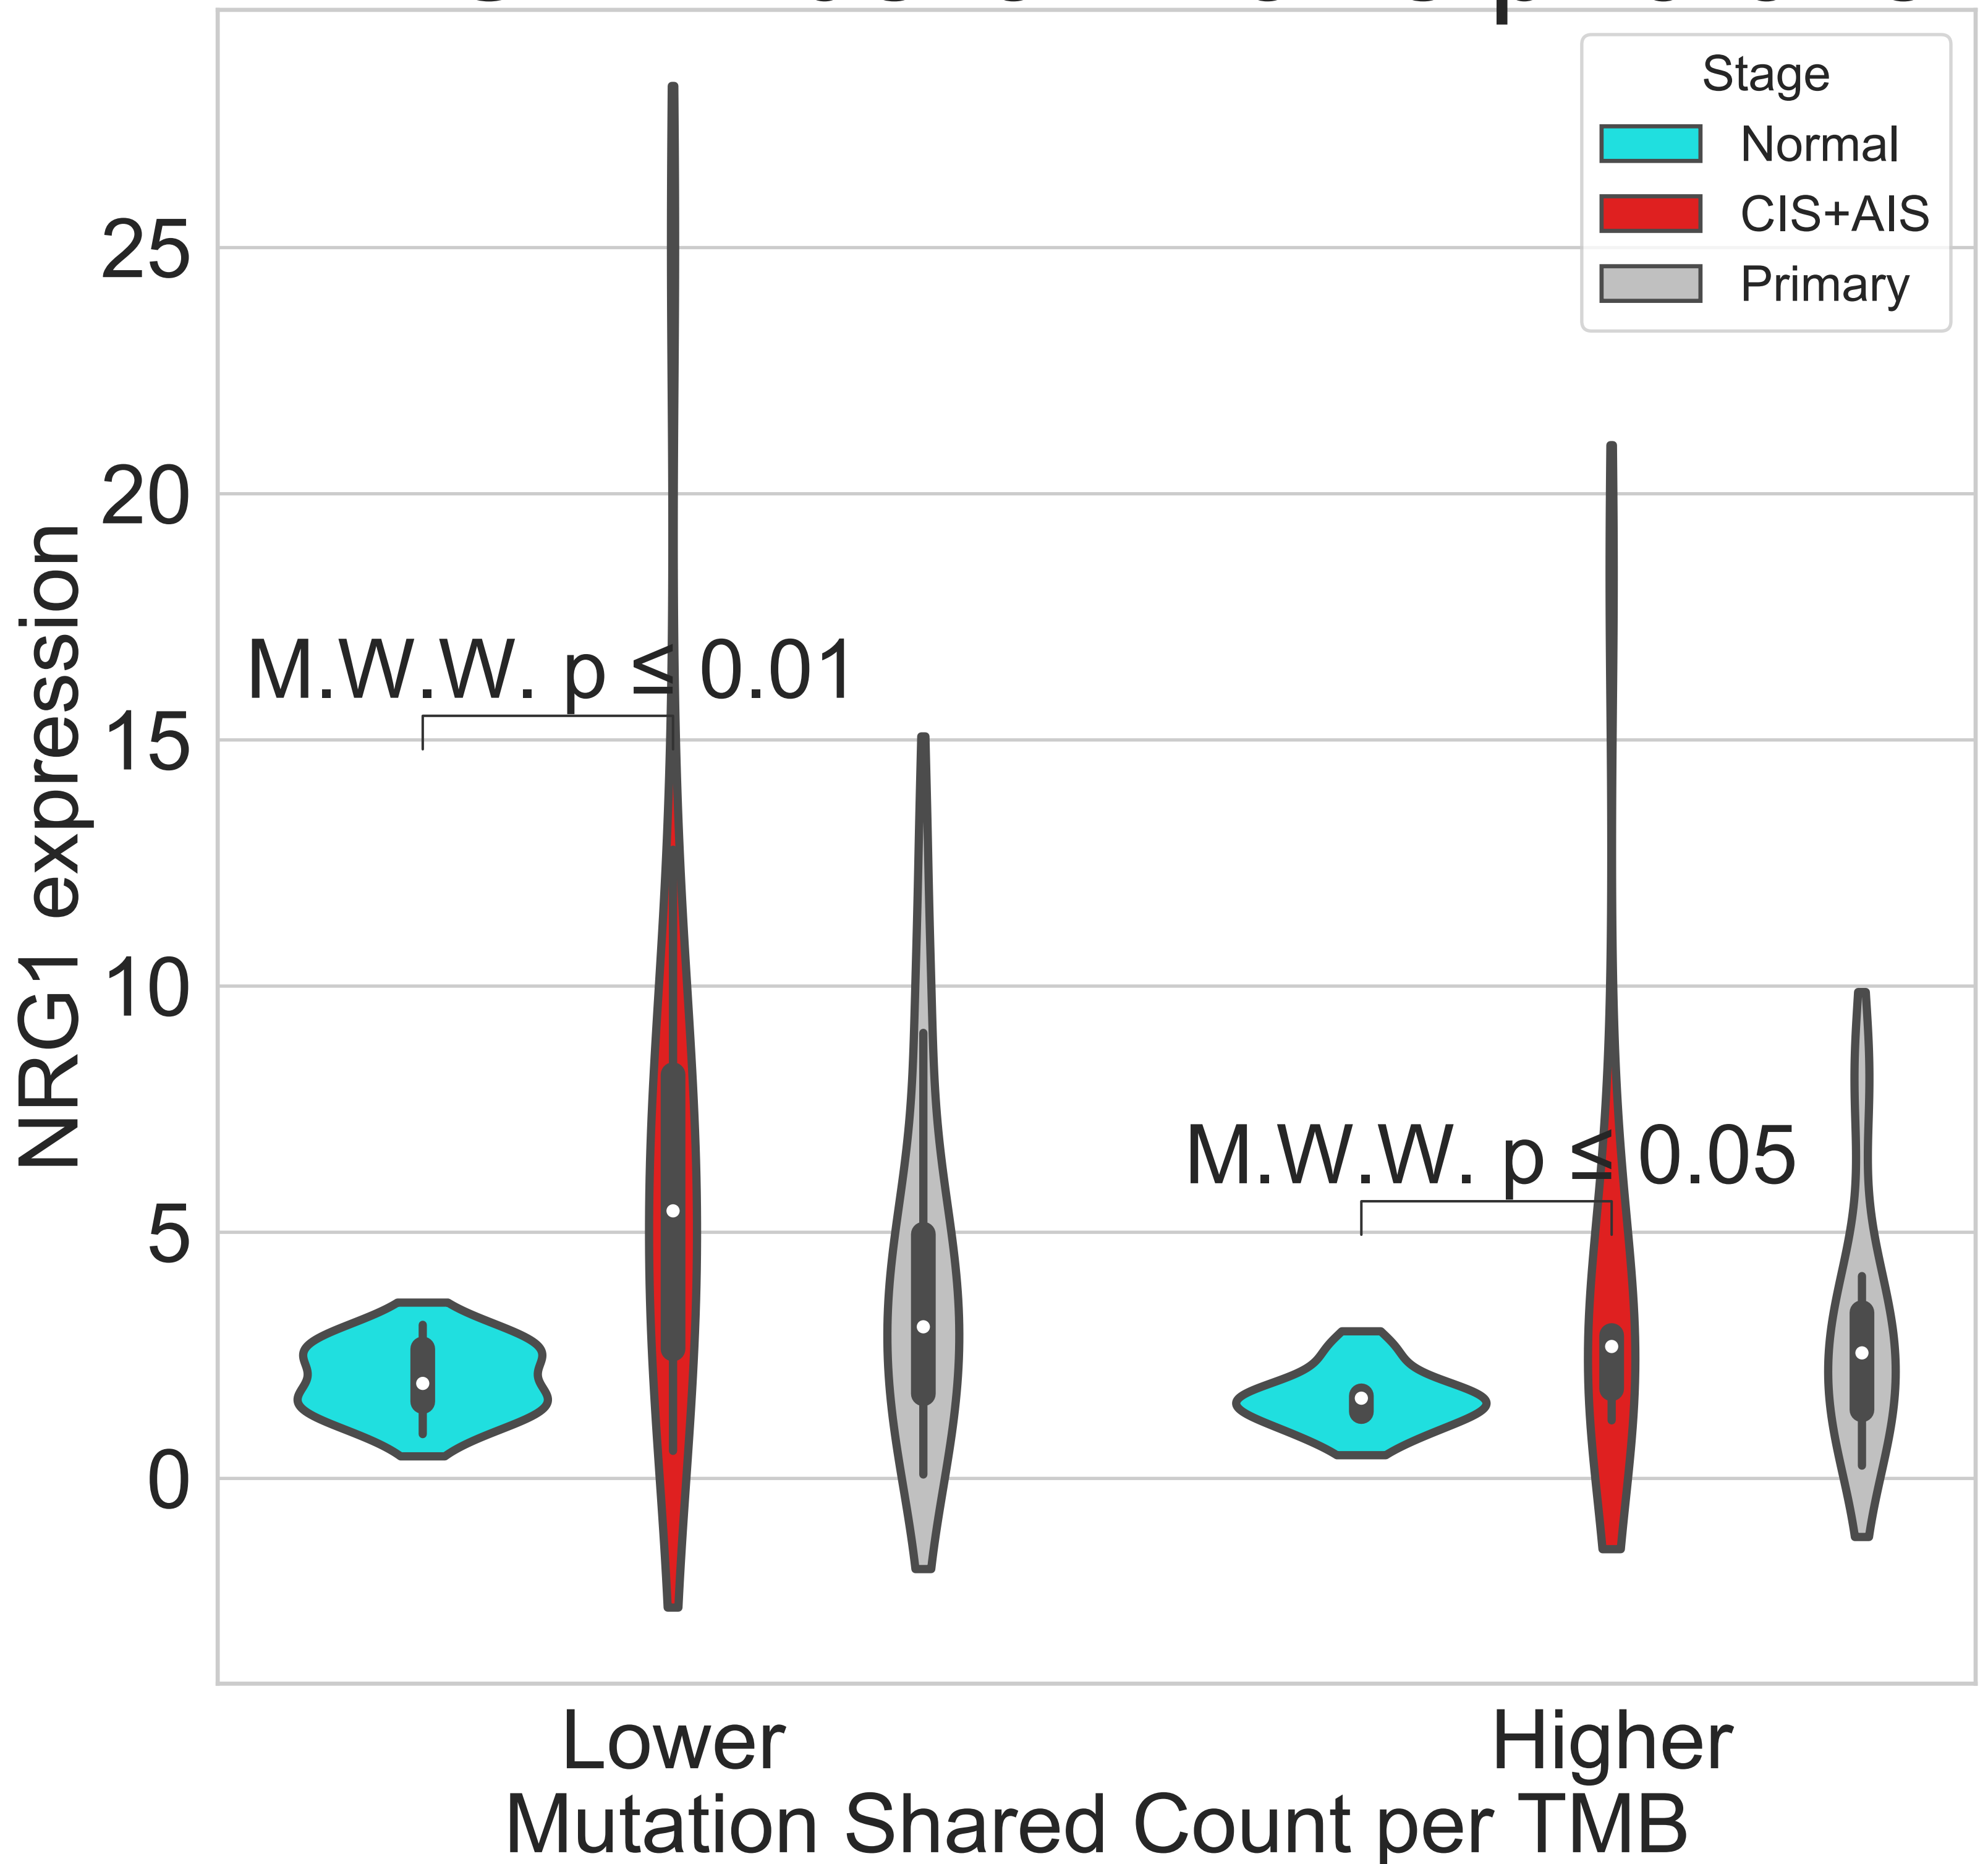 Stage
Normal
CIS+AIS
Primary
25
20
15
10
5
0
NRG1 expression
M.W.W. p ≤ 0.01
M.W.W. p ≤ 0.05
Lower
Higher
Mutation Shared Count per TMB